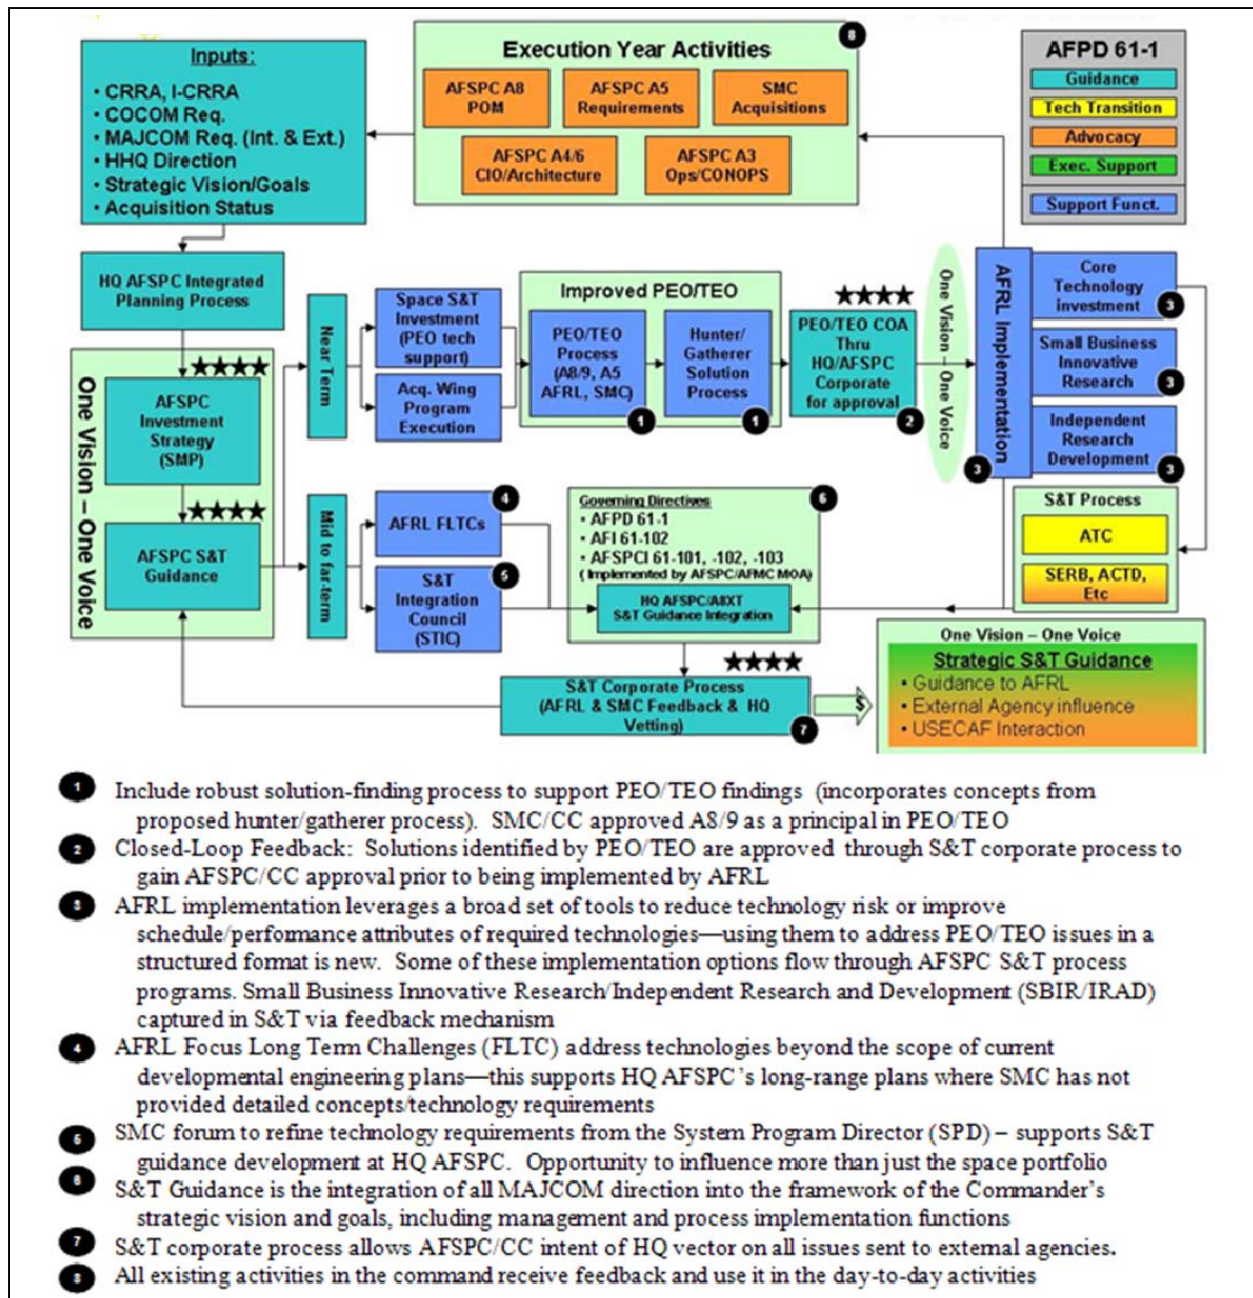 Inputs:
• CRRA, I-CRRA
• COCOM Req.
• MAJCOM Req. (Int. & Ext.)
• HHQ Direction
• Strategic Vision/Goals
• Acquisition Status
Execution Year Activities
8
AFSPC A8
POM
AFSPC A5
Requirements
SMC
Acquisitions
AFSPC A4/6
CIO/Architecture
AFSPC A3
Ops/CONOPS
AFPD 61-1
Guidance
Tech Transition
Advocacy
Exec. Support
Support Funct.
HQ AFSPC Integrated
Planning Process
One Vision – One Voice
AFSPC
Investment
Strategy
(SMP)
AFSPC S&T
Guidance
Near Term
Space S&T
Investment
(PEO tech
support)
Acq. Wing
Program
Execution
Improved PEO/TEO
PEO/TEO
Process
(A8/9, A5
AFRL, SMC)
1
Hunter/
Gatherer
Solution
Process
1
PEO/TEO COA
Thru
HQ/AFSPC
Corporate
for approval
2
One Vision – One Voice
AFRL Implementation
3
Core
Technology
investment
3
Small Business
Innovative
Research
3
Independent
Research
Development
3
Mid to far-term
AFRL FLTCs
4
S&T
Integration
Council
(STIC)
5
Governing Directives
• AFPD 61-1
• AFI 61-102
• AFSPCI 61-101, -102, -103
(Implemented by AFSPC/AFMC MOA)
HQ AFSPC/A8XT
S&T Guidance Integration
6
S&T Process
ATC
SERB, ACTD,
Etc
S&T Corporate Process
(AFRL & SMC Feedback & HQ
Vetting)
7
$
One Vision – One Voice
Strategic S&T Guidance
• Guidance to AFRL
• External Agency influence
• USECAF Interaction
1 Include robust solution-finding process to support PEO/TEO findings (incorporates concepts from
proposed hunter/gatherer process). SMC/CC approved A8/9 as a principal in PEO/TEO
2 Closed-Loop Feedback: Solutions identified by PEO/TEO are approved through S&T corporate process to
gain AFSPC/CC approval prior to being implemented by AFRL
3 AFRL implementation leverages a broad set of tools to reduce technology risk or improve
schedule/performance attributes of required technologies—using them to address PEO/TEO issues in a
structured format is new. Some of these implementation options flow through AFSPC S&T process
programs. Small Business Innovative Research/Independent Research and Development (SBIR/IRAD)
captured in S&T via feedback mechanism
4 AFRL Focus Long Term Challenges (FLTC) address technologies beyond the scope of current
developmental engineering plans—this supports HQ AFSPC's long-range plans where SMC has not
provided detailed concepts/technology requirements
5 SMC forum to refine technology requirements from the System Program Director (SPD) – supports S&T
guidance development at HQ AFSPC. Opportunity to influence more than just the space portfolio
6 S&T Guidance is the integration of all MAJCOM direction into the framework of the Commander's
strategic vision and goals, including management and process implementation functions
7 S&T corporate process allows AFSPC/CC intent of HQ vector on all issues sent to external agencies.
8 All existing activities in the command receive feedback and use it in the day-to-day activities